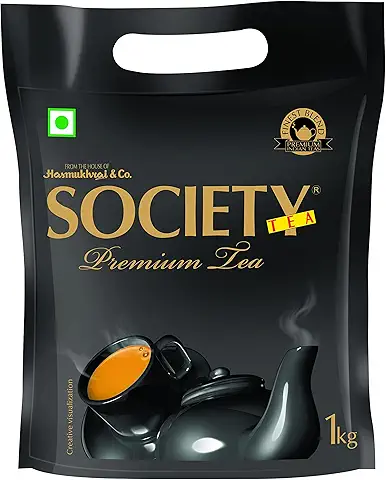 FINEST BLEND
PREMIUM
INDIAN TEAS
FROM THE HOUSE OF
Hasmukhrai & Co.
SOCIETY®
TEA
Premium Tea
Creative visualization
1kg